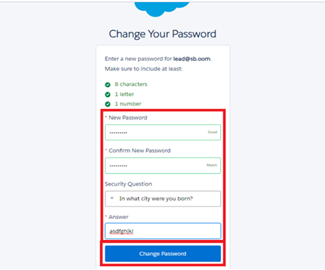 Change Your Password
Enter a new password for lead@sb.oom.
Make sure to include at least:
8 characters
1 letter
1 number
* New Password
•••••••••
Good
* Confirm New Password
•••••••••
Match
Security Question
In what city were you born?
* Answer
asdfghjkl
Change Password